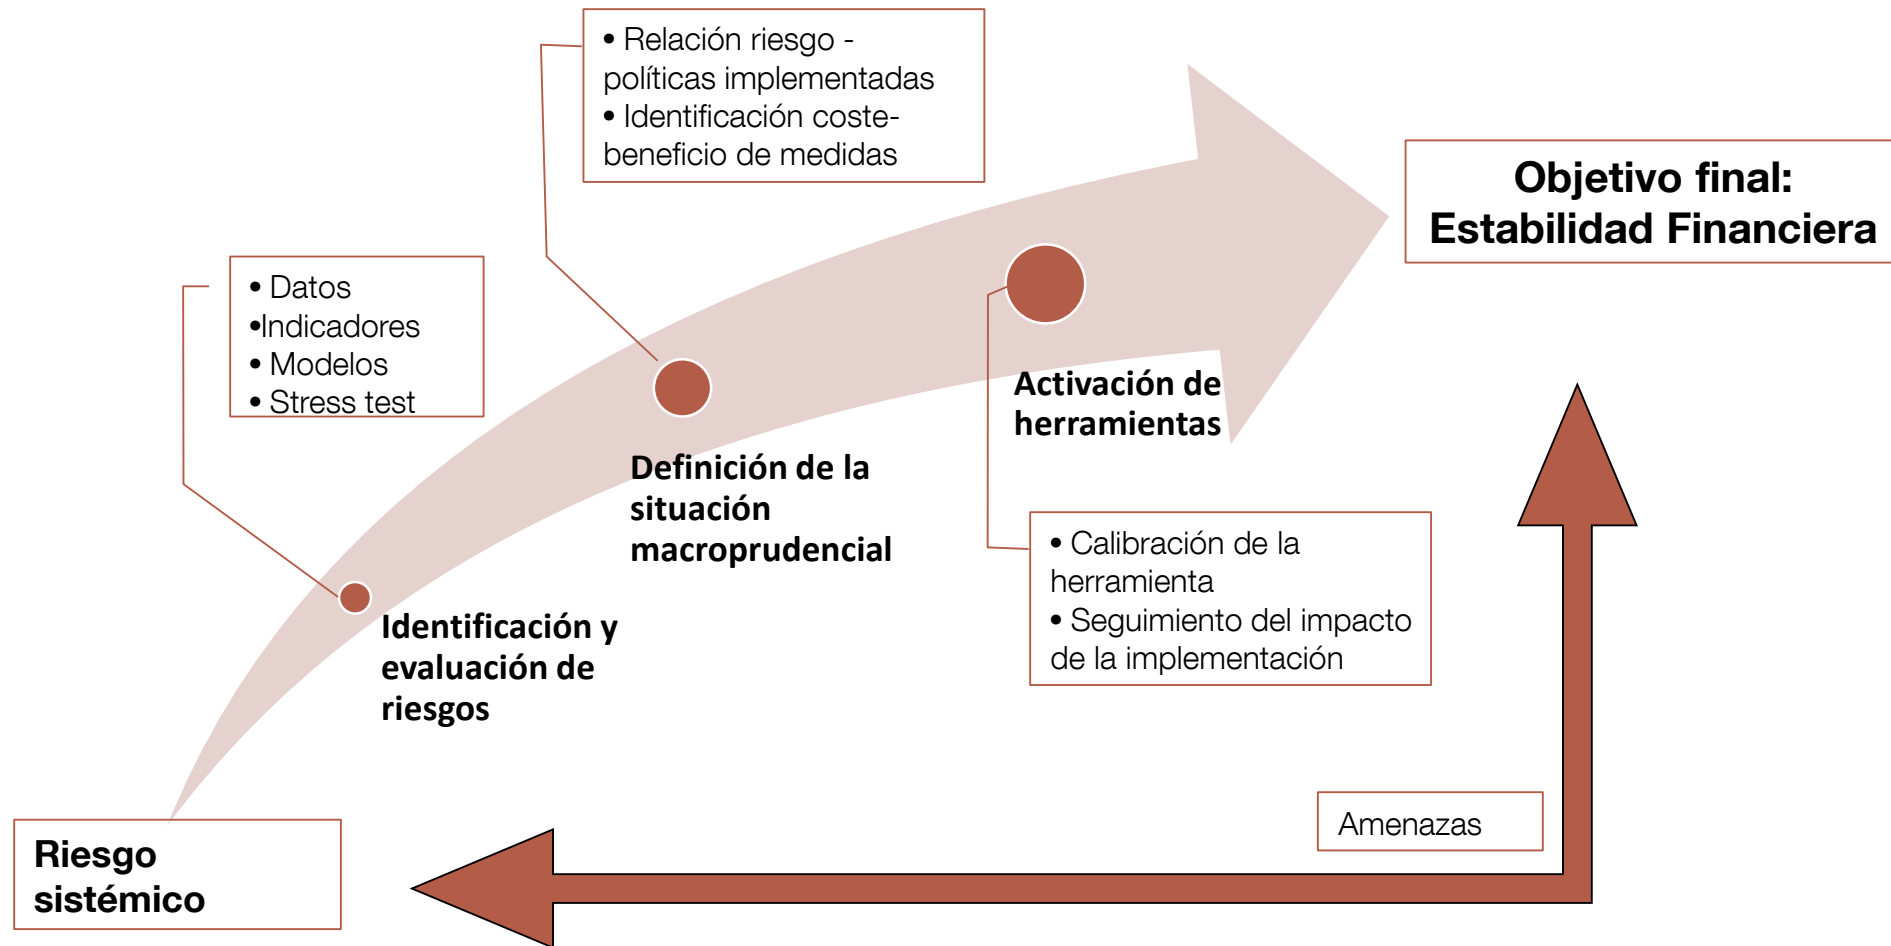 • Relación riesgo -
políticas implementadas
• Identificación coste-
beneficio de medidas
Objetivo final:
Estabilidad Financiera
• Datos
•Indicadores
• Modelos
• Stress test
Activación de
herramientas
Definición de la
situación
macroprudencial
• Calibración de la
herramienta
• Seguimiento del impacto
de la implementación
Identificación y
evaluación de
riesgos
Amenazas
Riesgo
sistémico